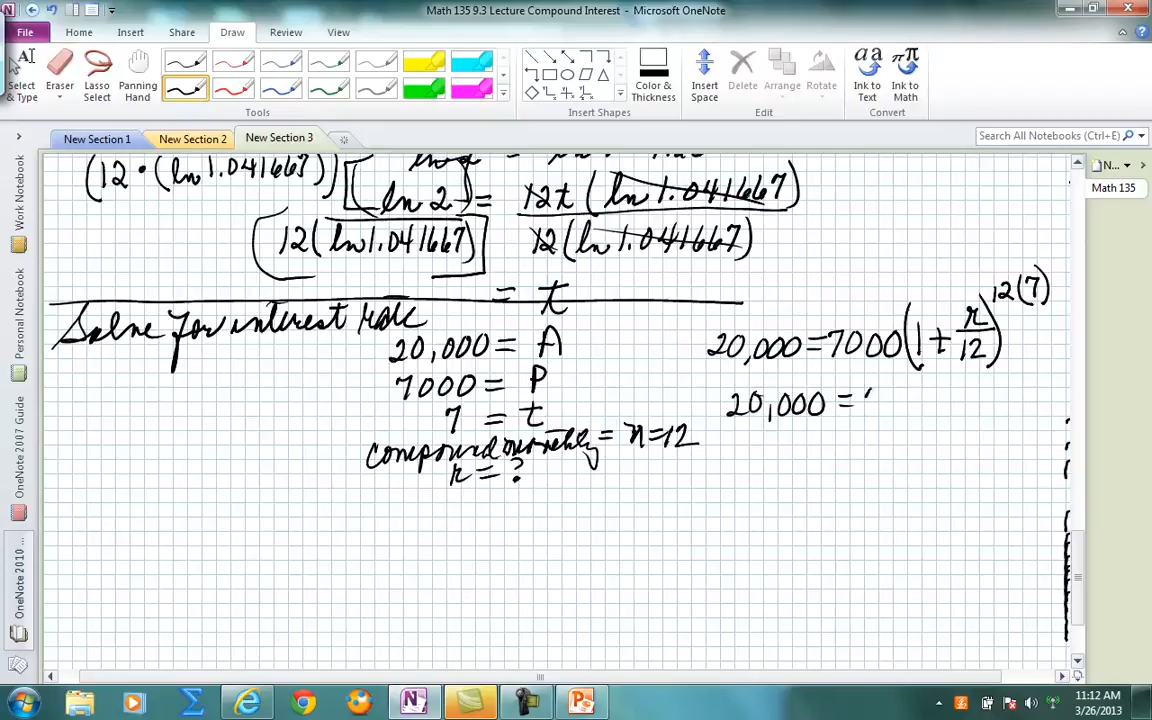 Math 135 9.3 Lecture Compound Interest - Microsoft OneNote
File Home Insert Draw Review View
Select & Type Eraser Lasso Select Panning Hand Color & Thickness Insert Space Delete Arrange Rotate Ink to Text Ink to Math
Tools Insert Shapes Edit Convert
New Section 1 New Section 2 New Section 3 Search All Notebooks (Ctrl+E)
N...
Math 135
Work Notebook
Personal Notebook
OneNote 2007 Guide
OneNote 2010 ...
(12 • (ln 1.041667)) [ln 2] = 12t (ln 1.041667)
12(ln 1.041667) 12(ln 1.041667)
= t
Solve for interest rate
20,000 = A
7000 = P
7 = t
compound monthly = n=12
r = ?
20,000 = 7000(1 + r/12)^12(7)
20,000 =
11:12 AM
3/26/2013